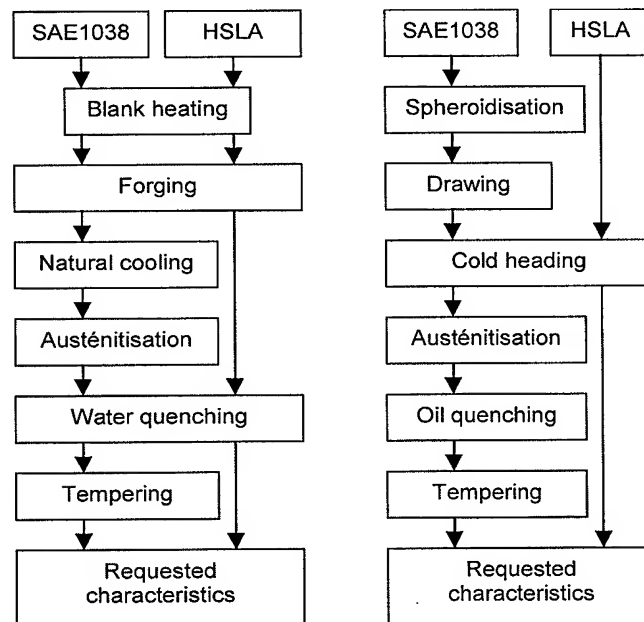 SAE1038
HSLA
Blank heating
Forging
Natural cooling
Austénitisation
Water quenching
Tempering
Requested
characteristics
SAE1038
HSLA
Spheroidisation
Drawing
Cold heading
Austénitisation
Oil quenching
Tempering
Requested
characteristics